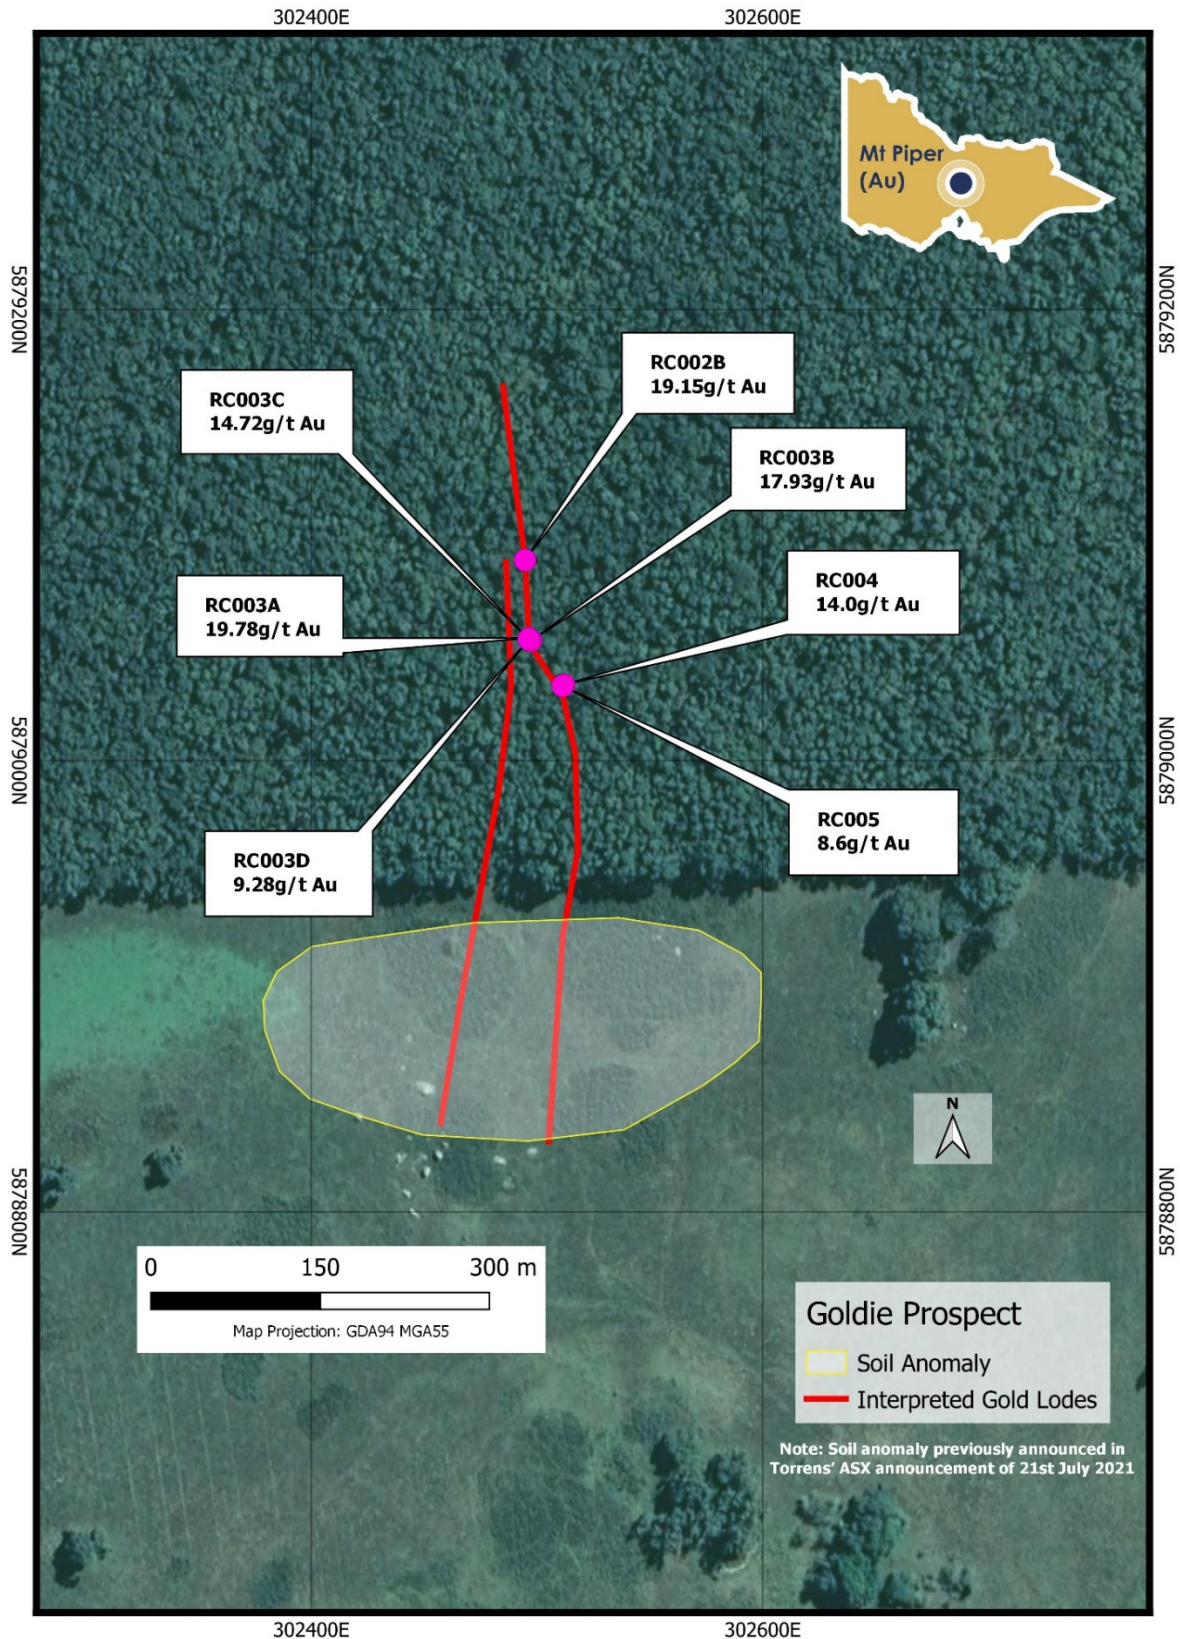 302400E
302600E
Mt Piper
(Au)
5879200N
5879200N
RC002B
19.15g/t Au
RC003C
14.72g/t Au
RC003B
17.93g/t Au
RC004
14.0g/t Au
RC003A
19.78g/t Au
5879000N
5879000N
RC005
8.6g/t Au
RC003D
9.28g/t Au
N
5878800N
5878800N
0 150 300 m
Map Projection: GDA94 MGA55
Goldie Prospect
Soil Anomaly
Interpreted Gold Lodes
Note: Soil anomaly previously announced in
Torrens' ASX announcement of 21st July 2021
302400E
302600E